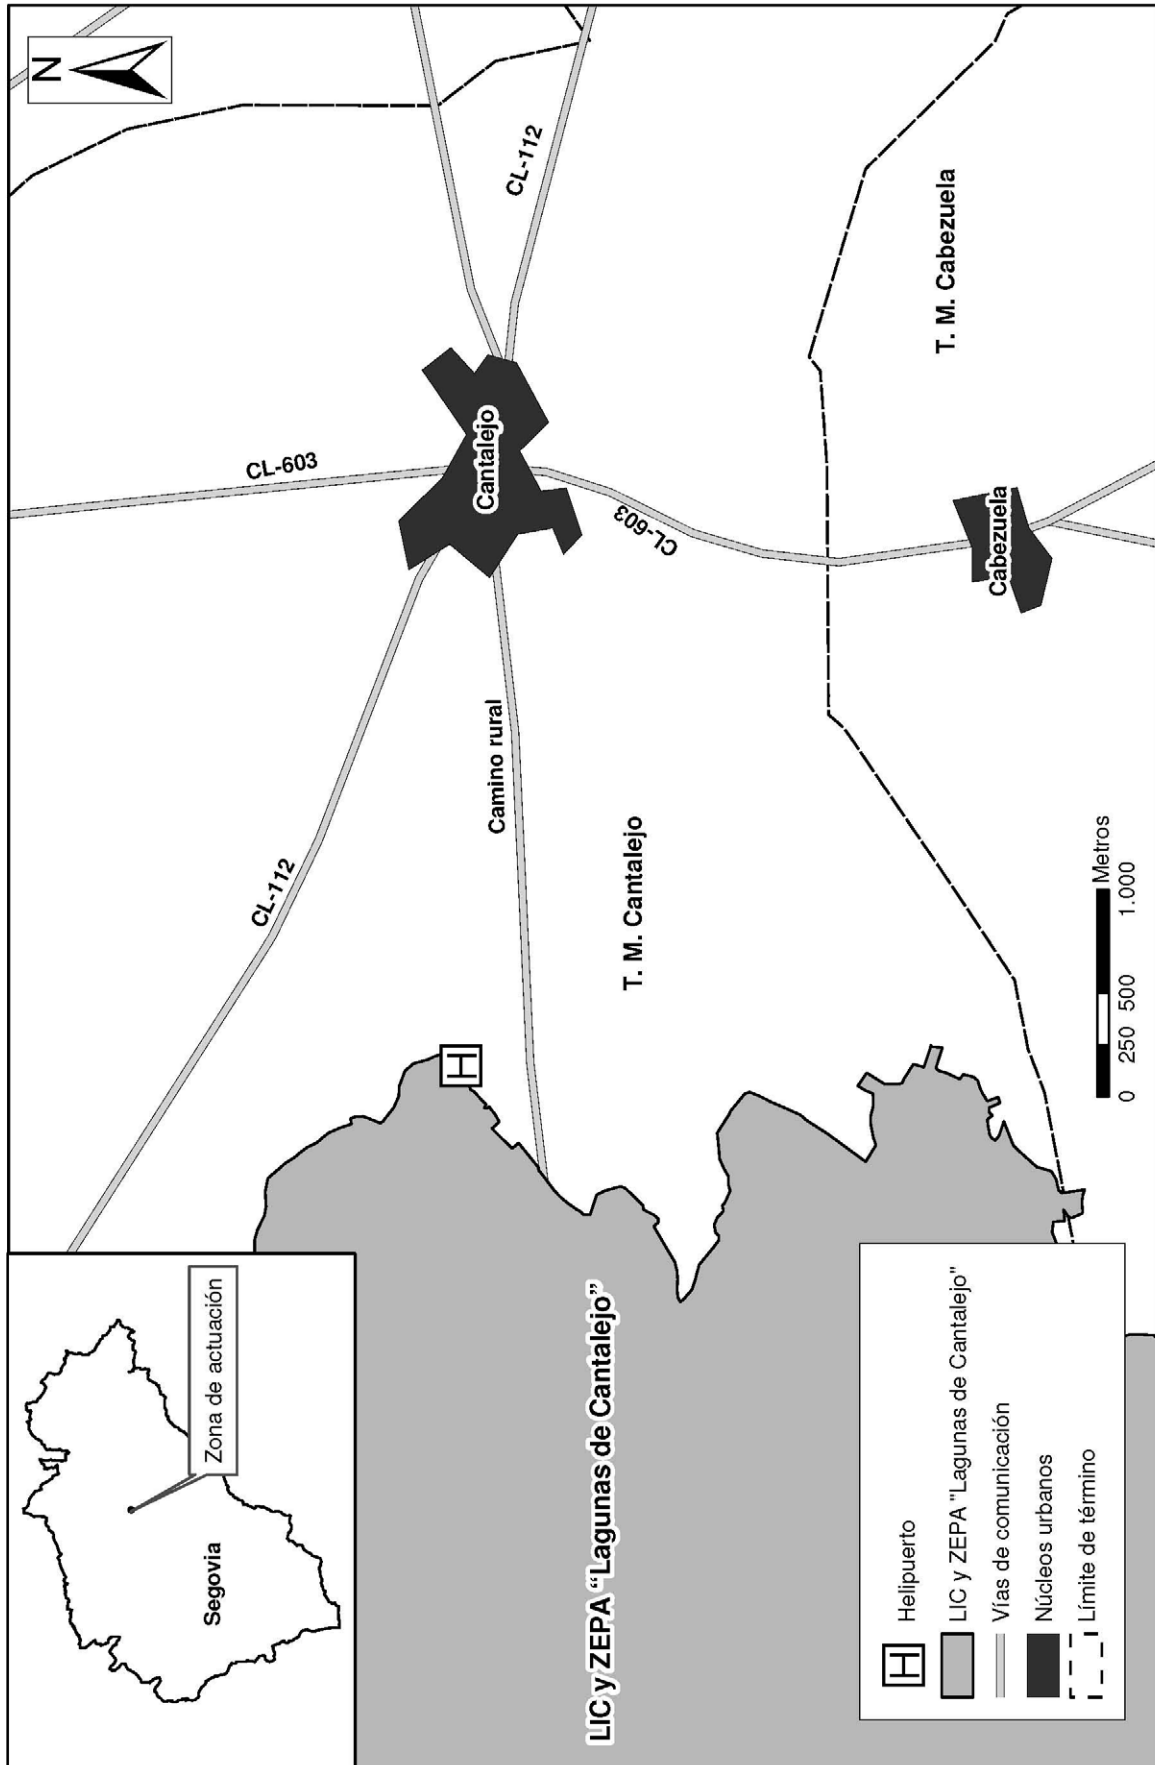 N
Zona de actuación
Segovia
CL-603
CL-112
CL-112
Cantalejo
Camino rural
CL-603
T. M. Cantalejo
T. M. Cabezuela
Cabezuela
LIC y ZEPA "Lagunas de Cantalejo"
H
H Helipuerto
LIC y ZEPA "Lagunas de Cantalejo"
Vías de comunicación
Núcleos urbanos
Límite de término
0 250 500 1.000
Metros